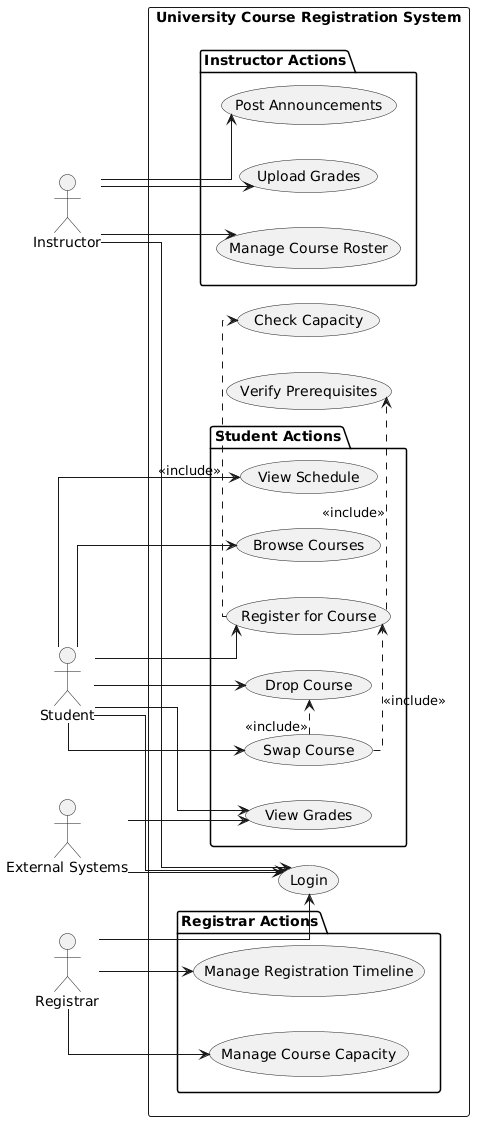 University Course Registration System
Instructor Actions
Post Announcements
Upload Grades
Instructor
Manage Course Roster
Check Capacity
Verify Prerequisites
Student Actions
«include»
View Schedule
«include»
Browse Courses
Register for Course
Drop Course
Student
«include»
«include»
Swap Course
View Grades
External Systems
Login
Registrar Actions
Manage Registration Timeline
Registrar
Manage Course Capacity